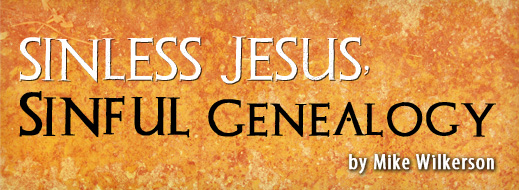 SINLESS JESUS,
SINFUL GENEALOGY
by Mike Wilkerson